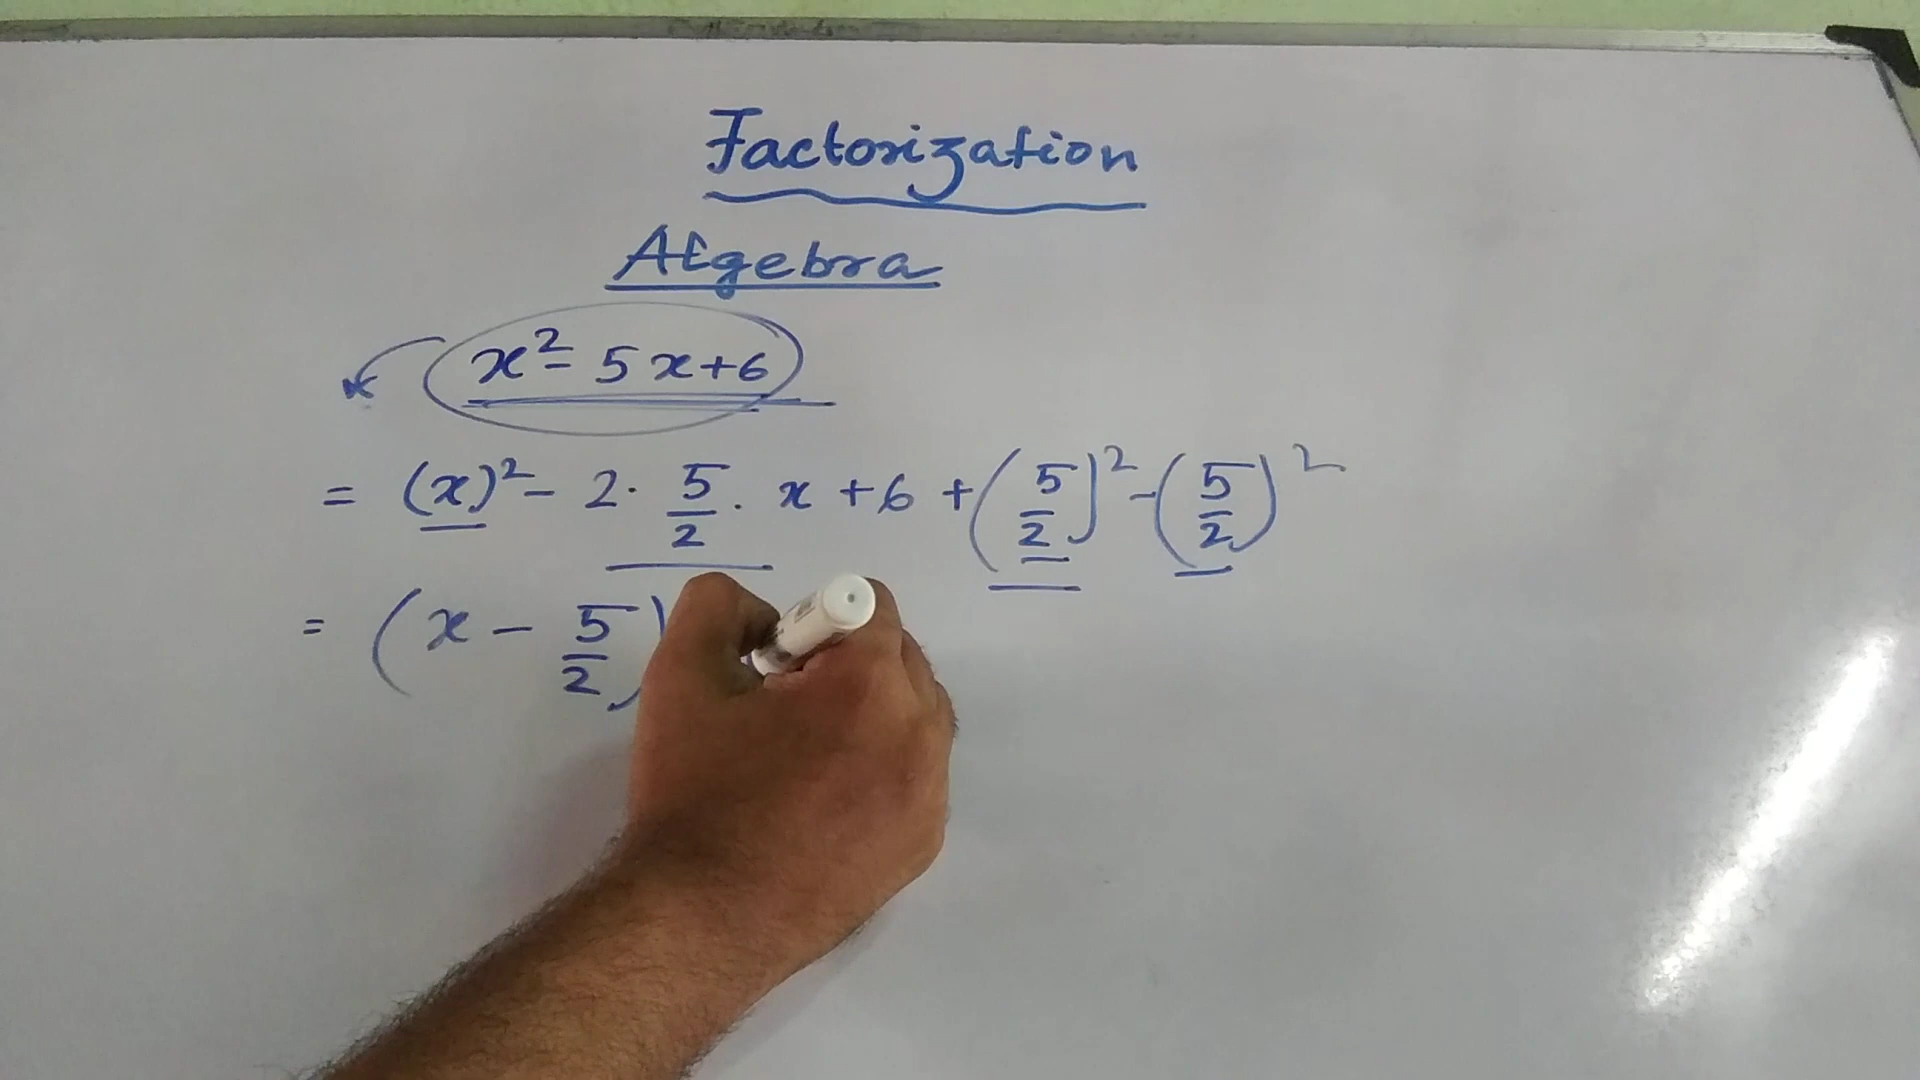 Factorization
Algebra
x² - 5x+6
= (x)² - 2 · 5/2 · x + 6 + (5/2)² - (5/2)²
= (x - 5/2)